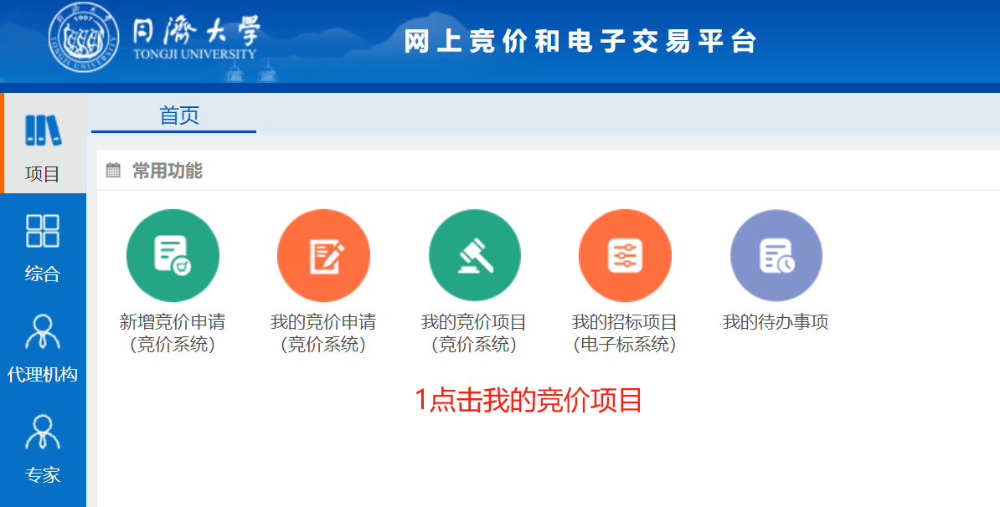 1907
同濟大學
TONGJI UNIVERSITY
网上竞价和电子交易平台
首页
项目
综合
代理机构
专家
常用功能
新增竞价申请
（竞价系统）
我的竞价申请
（竞价系统）
我的竞价项目
（竞价系统）
我的招标项目
（电子标系统）
我的待办事项
1点击我的竞价项目